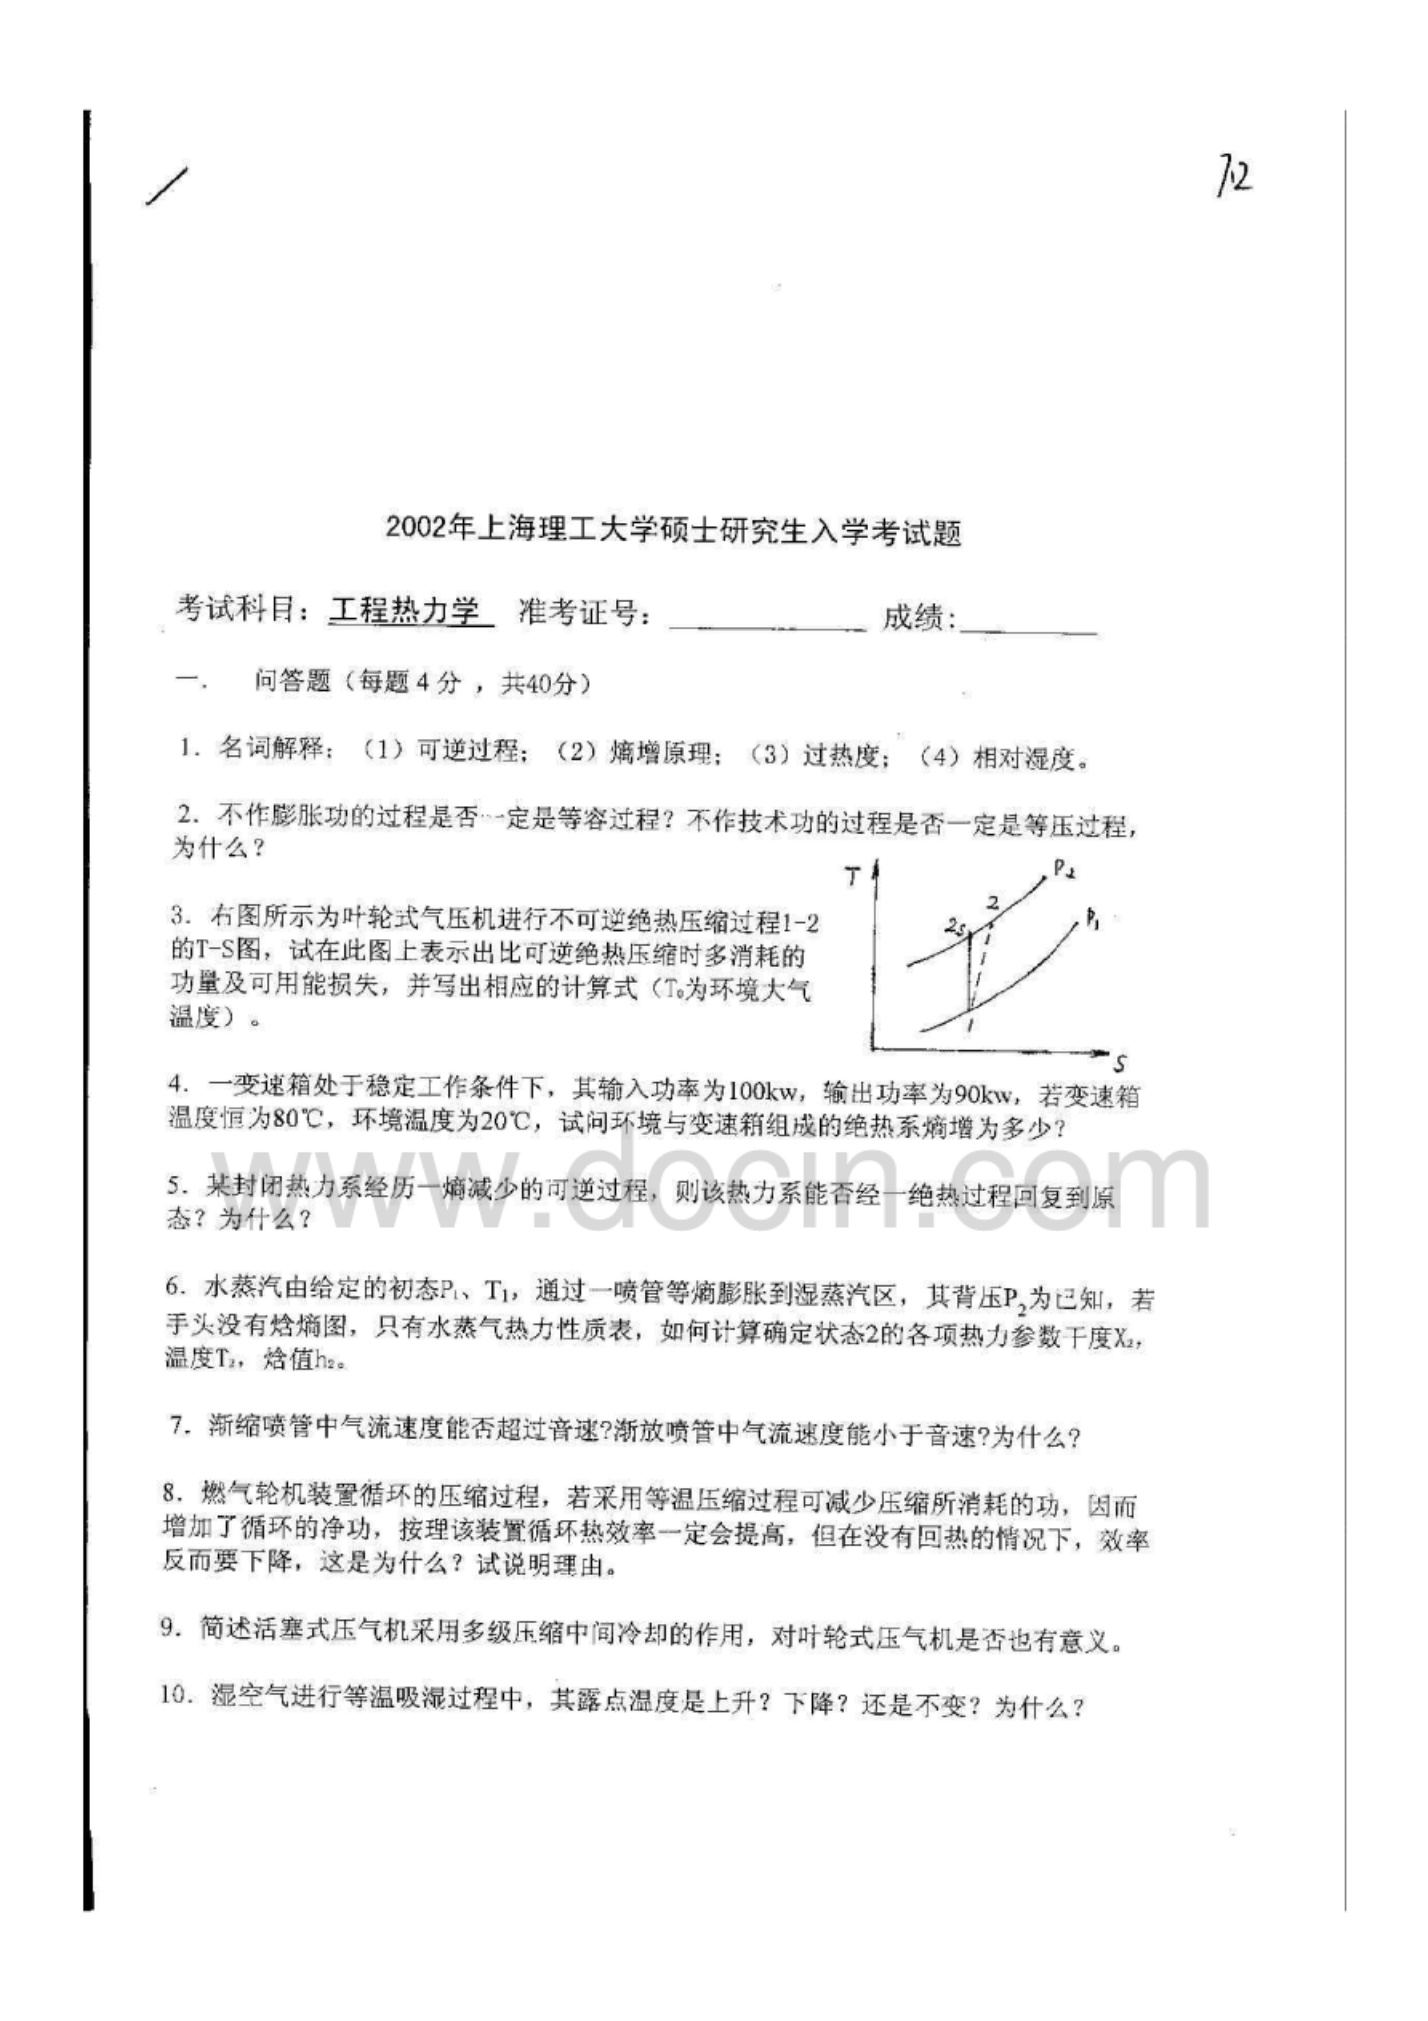 712
2002年上海理工大学硕士研究生入学考试题
考试科目: 工程热力学 准考证号: ________ 成绩:________
一. 问答题(每题4分，共40分)
1. 名词解释;(1)可逆过程;(2)熵增原理;(3)过热度;(4)相对湿度。
2. 不作膨胀功的过程是否一定是等容过程?不作技术功的过程是否一定是等压过程,
为什么?
T P₂
2 P₁
2s
3. 右图所示为叶轮式气压机进行不可逆绝热压缩过程1-2
的T-S图，试在此图上表示出比可逆绝热压缩时多消耗的
功量及可用能损失，并写出相应的计算式(T₀为环境大气
温度)。
1
S
4. 一变速箱处于稳定工作条件下，其输入功率为100kw，输出功率为90kw，若变速箱
温度恒为80℃，环境温度为20℃，试问环境与变速箱组成的绝热系熵增为多少?
www.docin.com
5. 某封闭热力系经历一熵减少的可逆过程，则该热力系能否经一绝热过程回复到原
态?为什么?
6. 水蒸汽由给定的初态P₁、T₁，通过一喷管等熵膨胀到湿蒸汽区，其背压P₂为已知，若
手头没有焓熵图，只有水蒸气热力性质表，如何计算确定状态2的各项热力参数干度X₂,
温度T₂，焓值h₂。
7. 渐缩喷管中气流速度能否超过音速?渐放喷管中气流速度能小于音速?为什么?
8. 燃气轮机装置循环的压缩过程，若采用等温压缩过程可减少压缩所消耗的功，因而
增加了循环的净功，按理该装置循环热效率一定会提高，但在没有回热的情况下，效率
反而要下降，这是为什么?试说明理由。
9. 简述活塞式压气机采用多级压缩中间冷却的作用，对叶轮式压气机是否也有意义。
10. 湿空气进行等温吸湿过程中，其露点温度是上升?下降?还是不变?为什么?